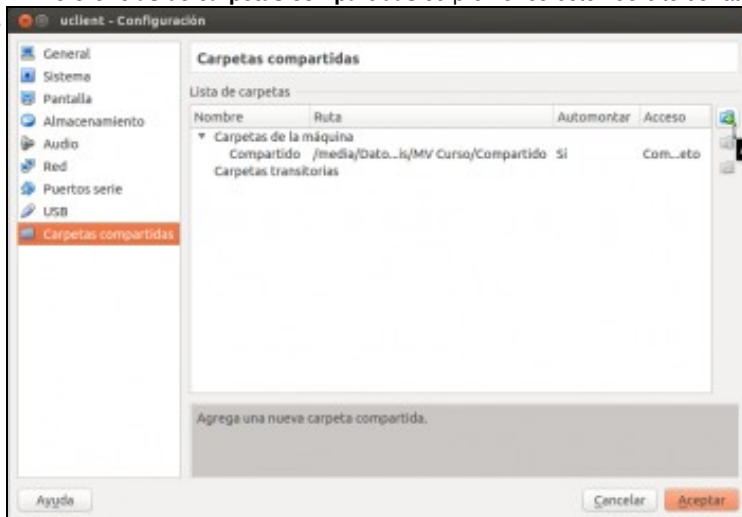 uclient - Configuración
General
Sistema
Pantalla
Almacenamiento
Audio
Red
Puertos serie
USB
Carpetas compartidas
Carpetas compartidas
Lista de carpetas
Nombre Ruta Automontar Acceso
Carpetas de la máquina
Compartido /media/Dato...is/MV Curso/Compartido Sí Com...eto
Carpetas transitorias
Agrega una nueva carpeta compartida.
Ayuda Cancelar Aceptar